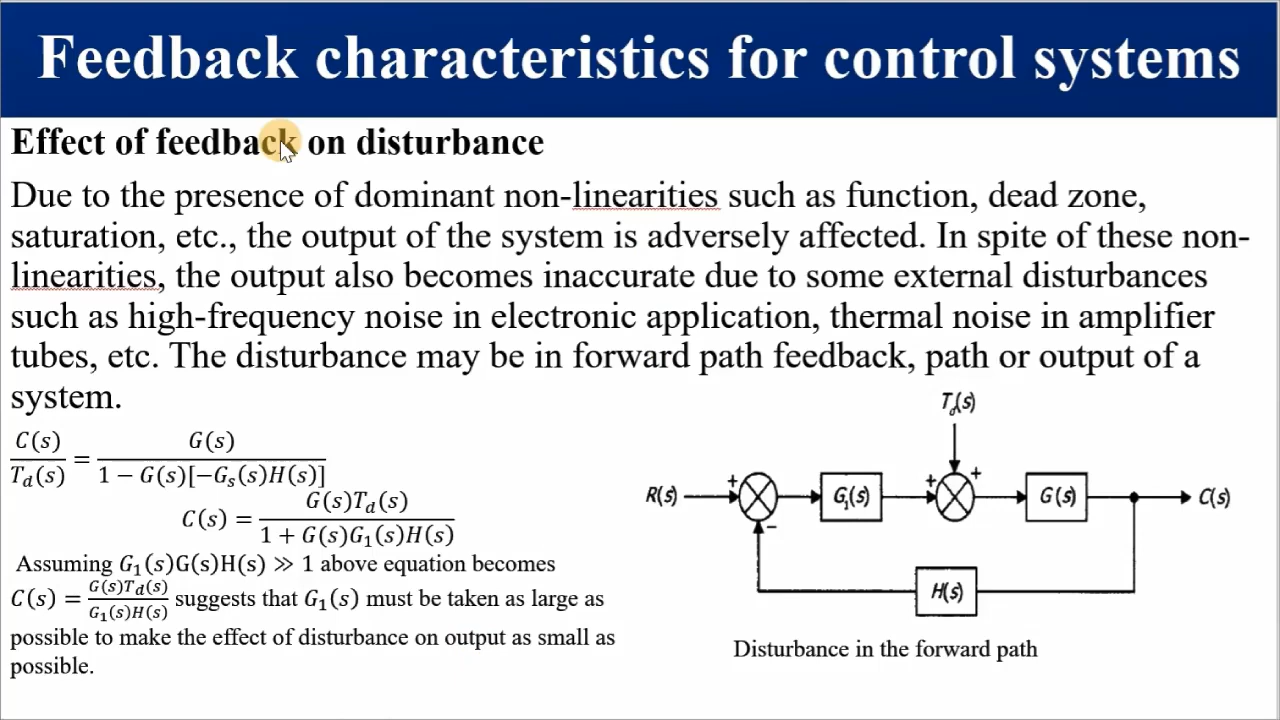 Feedback characteristics for control systems
Effect of feedback on disturbance
Due to the presence of dominant non-linearities such as function, dead zone,
saturation, etc., the output of the system is adversely affected. In spite of these non-
linearities, the output also becomes inaccurate due to some external disturbances
such as high-frequency noise in electronic application, thermal noise in amplifier
tubes, etc. The disturbance may be in forward path feedback, path or output of a
system.
C(s)/T_d(s) = G(s)/(1 − G(s)[−G_s(s)H(s)])
C(s) = G(s)T_d(s)/(1 + G(s)G_1(s)H(s))
Assuming G_1(s)G(s)H(s) ≫ 1 above equation becomes
C(s) = G(s)T_d(s)/G_1(s)H(s) suggests that G_1(s) must be taken as large as
possible to make the effect of disturbance on output as small as
possible.
T_d(s)
R(s) + − G_1(s) + + G(s) C(s)
H(s)
Disturbance in the forward path